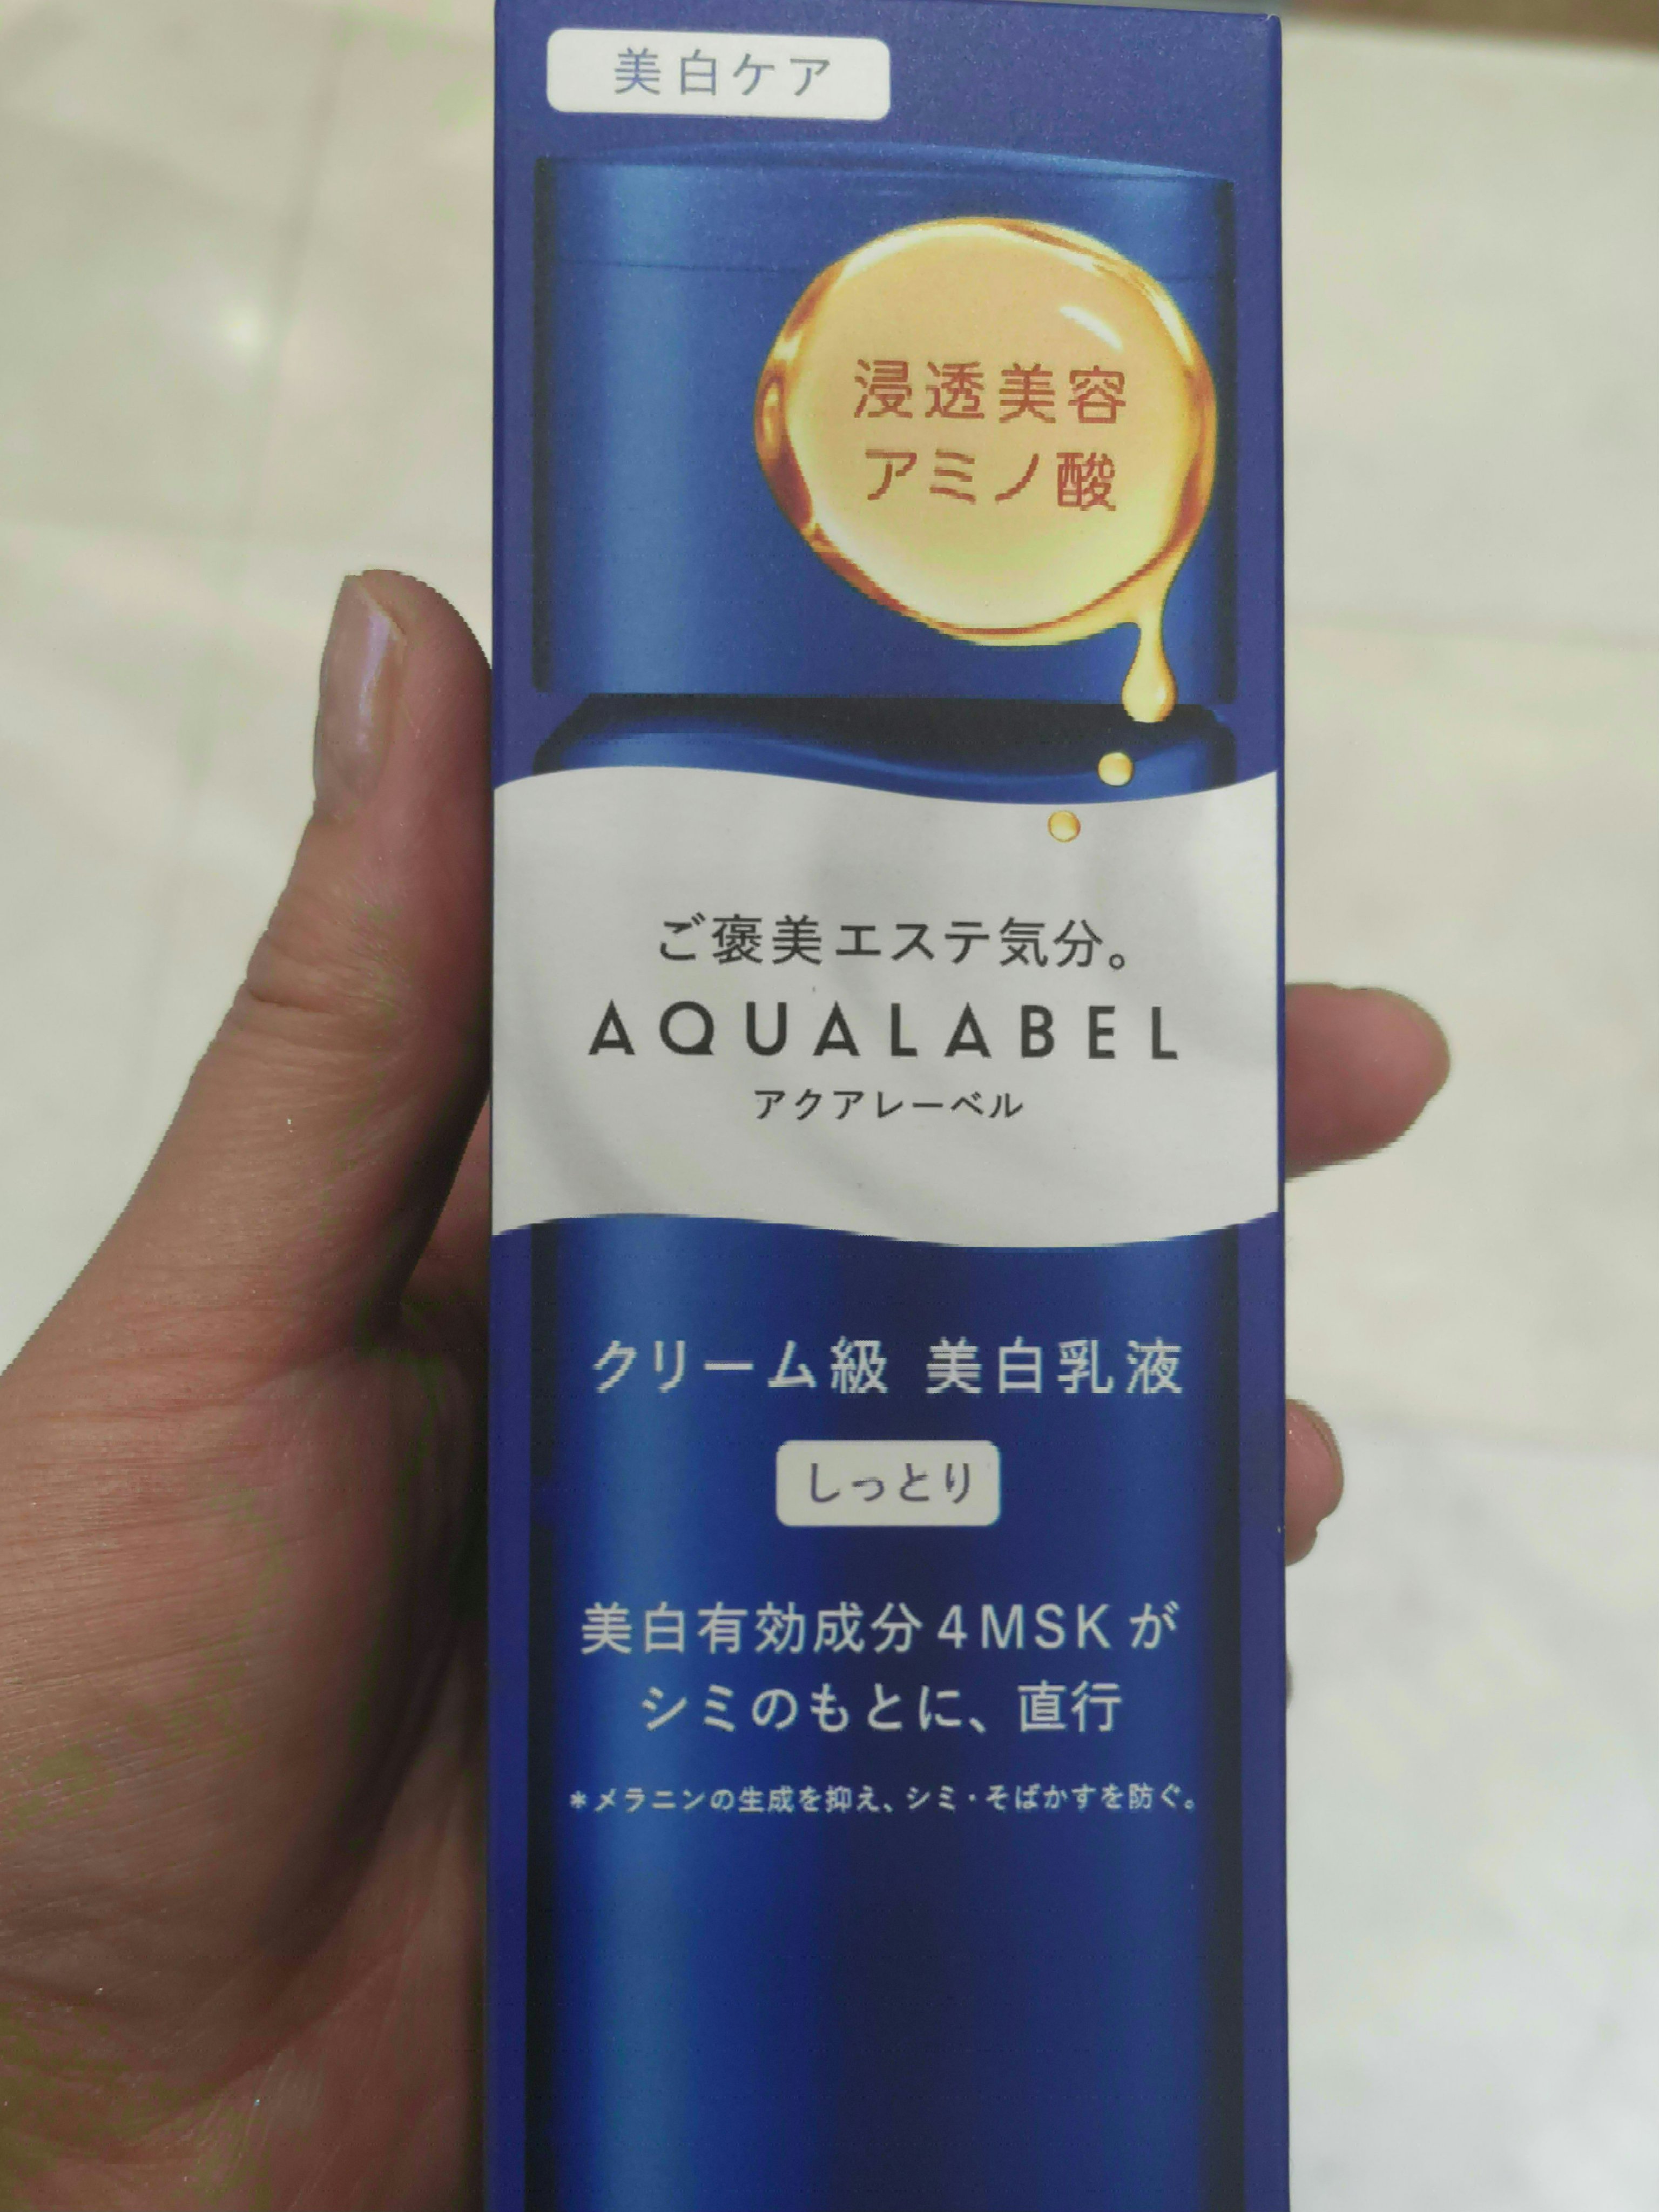 美白ケア
浸透美容
アミノ酸
ご褒美エステ気分。
AQUALABEL
アクアレーベル
クリーム級 美白乳液
しっとり
美白有効成分4MSKが
シミのもとに、直行
*メラニンの生成を抑え、シミ・そばかすを防ぐ。